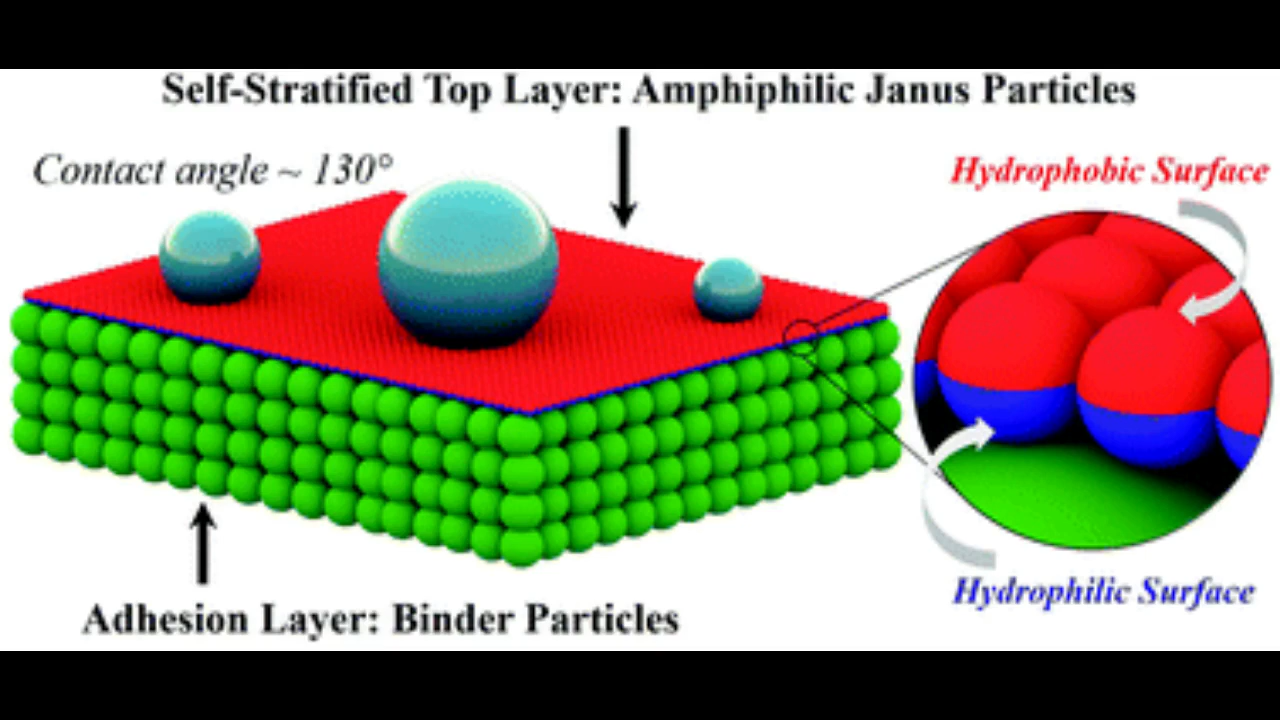 Self-Stratified Top Layer: Amphiphilic Janus Particles
Contact angle ~ 130°
Hydrophobic Surface
Hydrophilic Surface
Adhesion Layer: Binder Particles